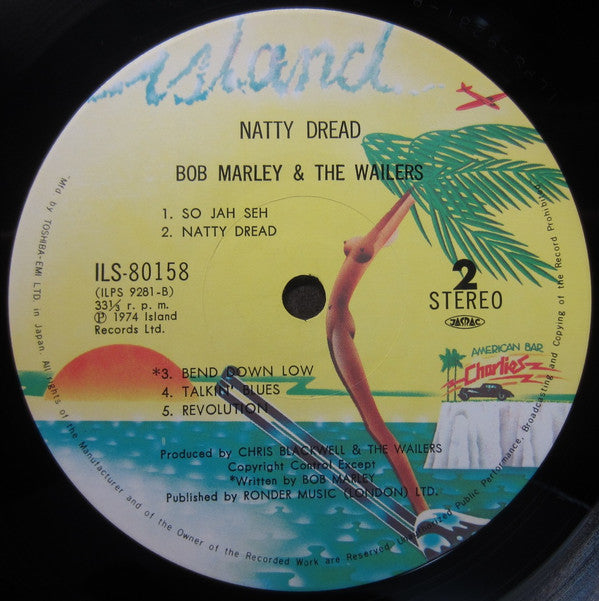 island
NATTY DREAD
BOB MARLEY & THE WAILERS
1. SO JAH SEH
2. NATTY DREAD
ILS-80158
(ILPS 9281-B)
33⅓ r. p. m.
Ⓟ 1974 Island
Records Ltd.
2
STEREO
JASRAC
AMERICAN BAR
Charlies
*3. BEND DOWN LOW
4. TALKIN' BLUES
5. REVOLUTION
Produced by CHRIS BLACKWELL & THE WAILERS
Copyright Control Except
*Written by BOB MARLEY
Published by RONDER MUSIC (LONDON) LTD.
Mfd by TOSHIBA-EMI LTD. in Japan. All rights of the Manufacturer and of the Owner of the Recorded Work are Reserved. Unauthorized Public Performance, Broadcasting and Copying of the Record Prohibited